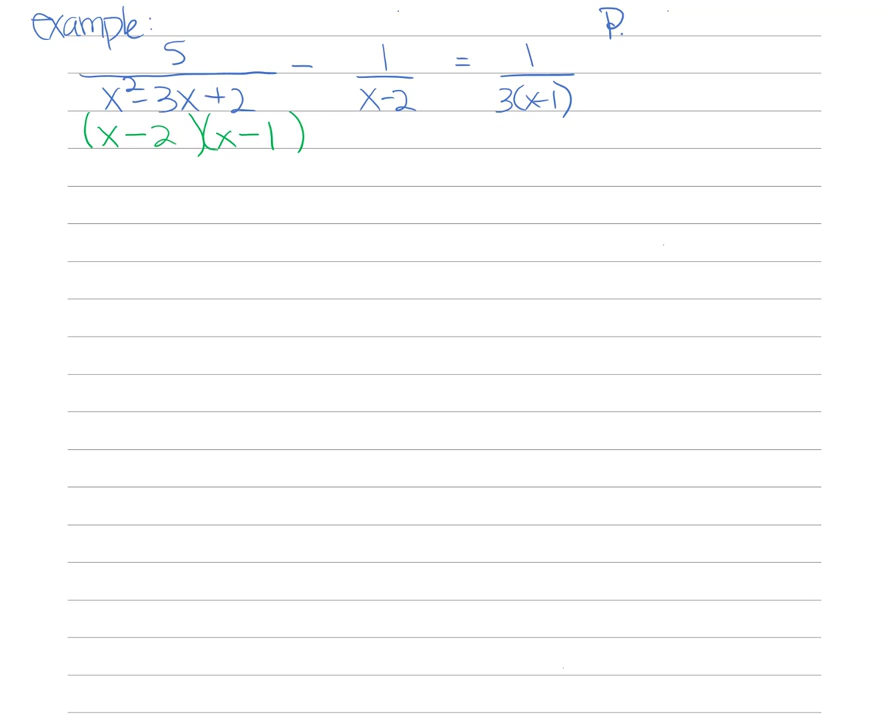 example: P.
5/(x²-3x+2) - 1/(x-2) = 1/(3(x-1))
(x-2)(x-1)